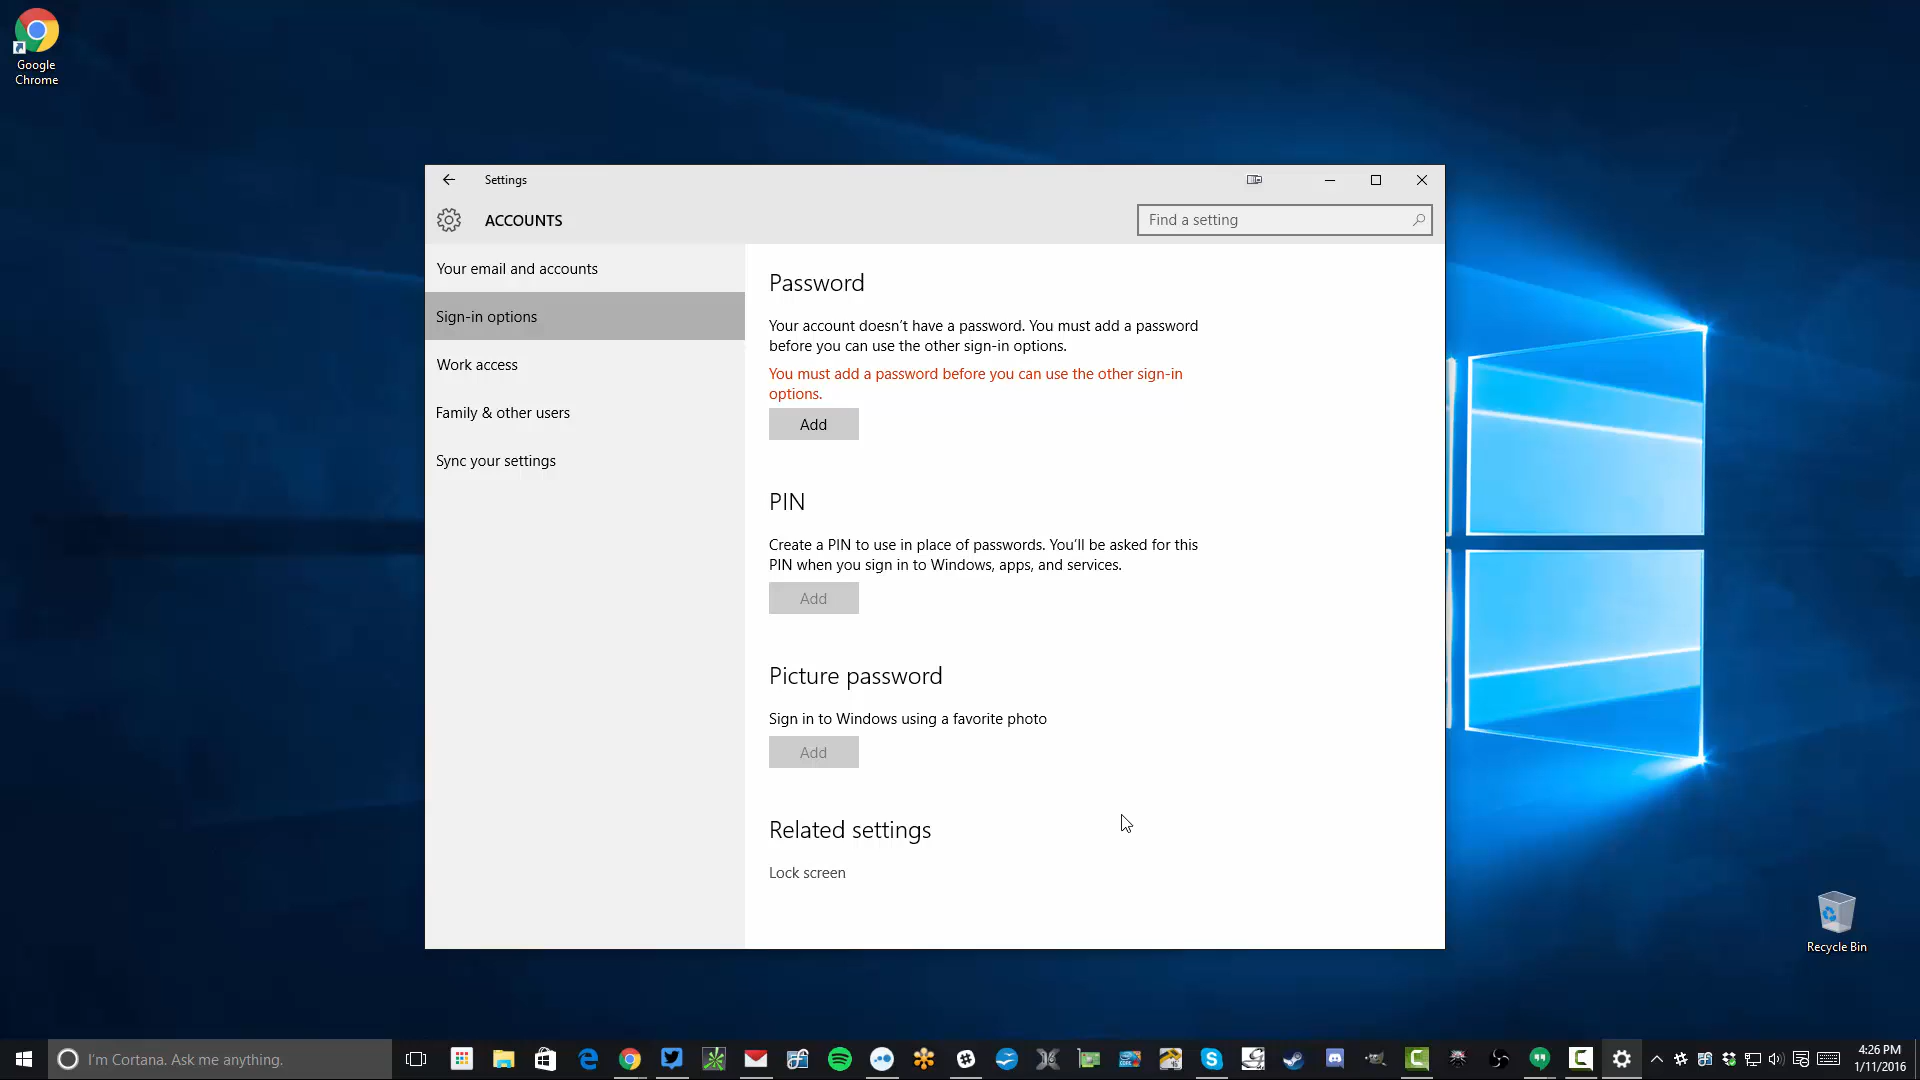 Google
Chrome
Settings
ACCOUNTS
Find a setting
Your email and accounts
Sign-in options
Work access
Family & other users
Sync your settings
Password
Your account doesn't have a password. You must add a password
before you can use the other sign-in options.
You must add a password before you can use the other sign-in
options.
Add
PIN
Create a PIN to use in place of passwords. You'll be asked for this
PIN when you sign in to Windows, apps, and services.
Add
Picture password
Sign in to Windows using a favorite photo
Add
Related settings
Lock screen
Recycle Bin
I'm Cortana. Ask me anything.
4:26 PM
1/11/2016